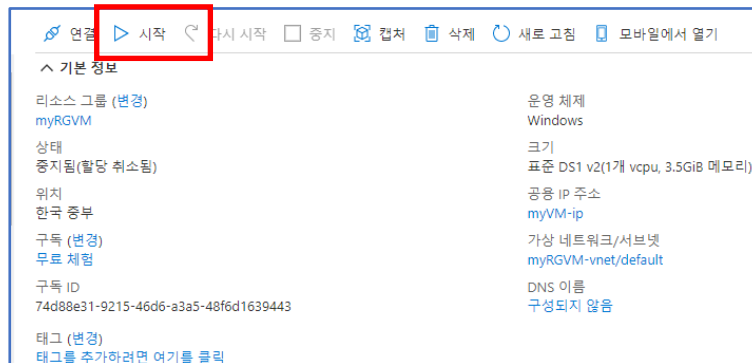 연결 시작 다시 시작 중지 캡처 삭제 새로 고침 모바일에서 열기
기본 정보
리소스 그룹 (변경)
myRGVM
상태
중지됨(할당 취소됨)
위치
한국 중부
구독 (변경)
무료 체험
구독 ID
74d88e31-9215-46d6-a3a5-48f6d1639443
태그 (변경)
태그를 추가하려면 여기를 클릭
운영 체제
Windows
크기
표준 DS1 v2(1개 vcpu, 3.5GiB 메모리)
공용 IP 주소
myVM-ip
가상 네트워크/서브넷
myRGVM-vnet/default
DNS 이름
구성되지 않음